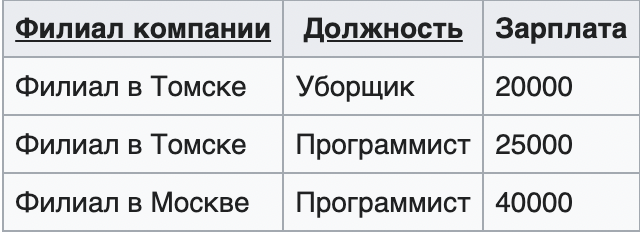 Филиал компании Должность Зарплата
Филиал в Томске Уборщик 20000
Филиал в Томске Программист 25000
Филиал в Москве Программист 40000